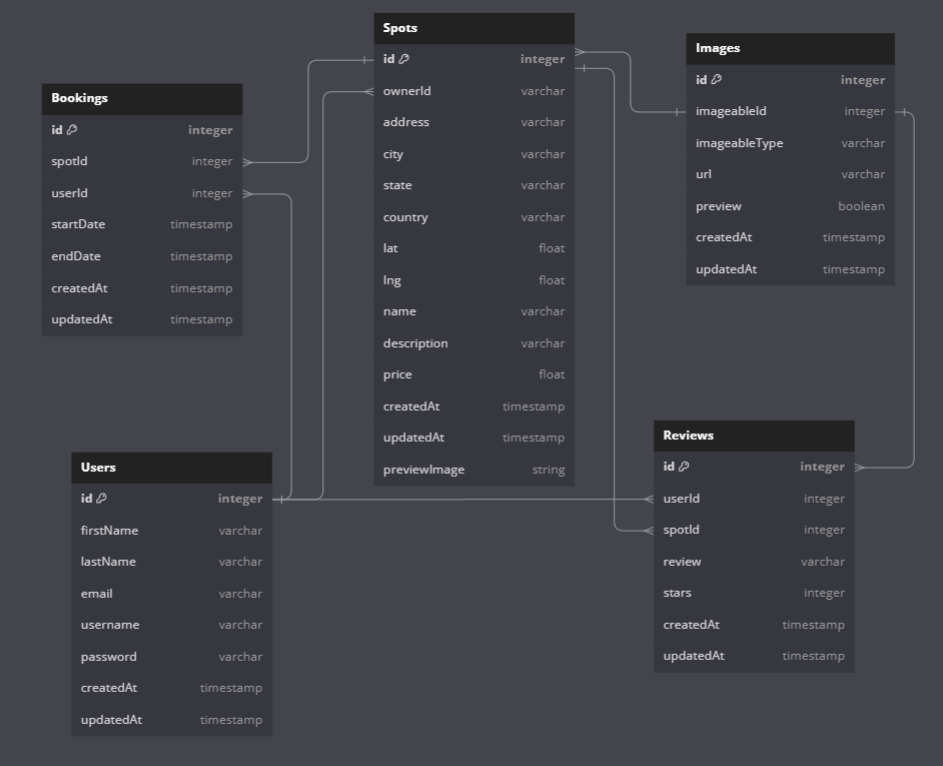 Bookings
id integer
spotId integer
userId integer
startDate timestamp
endDate timestamp
createdAt timestamp
updatedAt timestamp
Spots
id integer
ownerId varchar
address varchar
city varchar
state varchar
country varchar
lat float
lng float
name varchar
description varchar
price float
createdAt timestamp
updatedAt timestamp
previewImage string
Images
id integer
imageableId integer
imageableType varchar
url varchar
preview boolean
createdAt timestamp
updatedAt timestamp
Users
id integer
firstName varchar
lastName varchar
email varchar
username varchar
password varchar
createdAt timestamp
updatedAt timestamp
Reviews
id integer
userId integer
spotId integer
review varchar
stars integer
createdAt timestamp
updatedAt timestamp